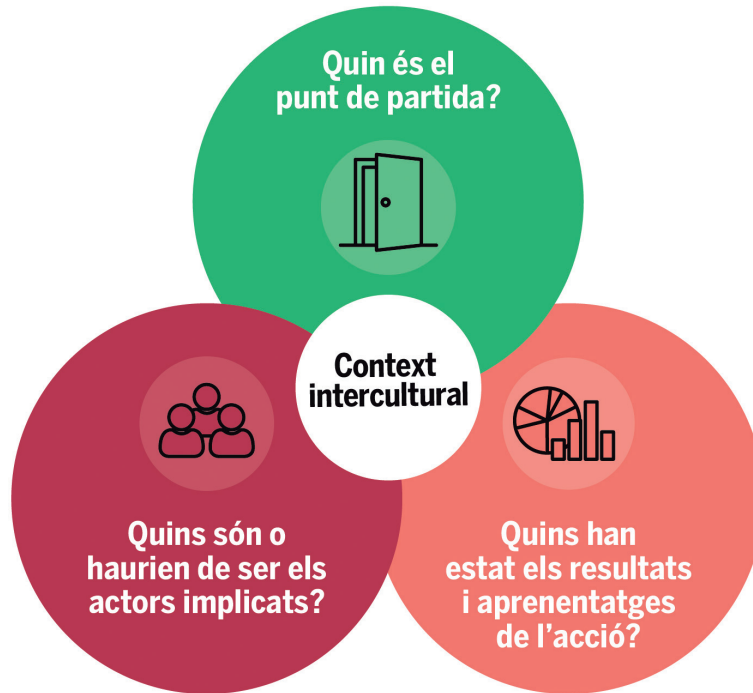 Quin és el
punt de partida?
Context
intercultural
Quins són o
haurien de ser els
actors implicats?
Quins han
estat els resultats
i aprenentatges
de l’acció?